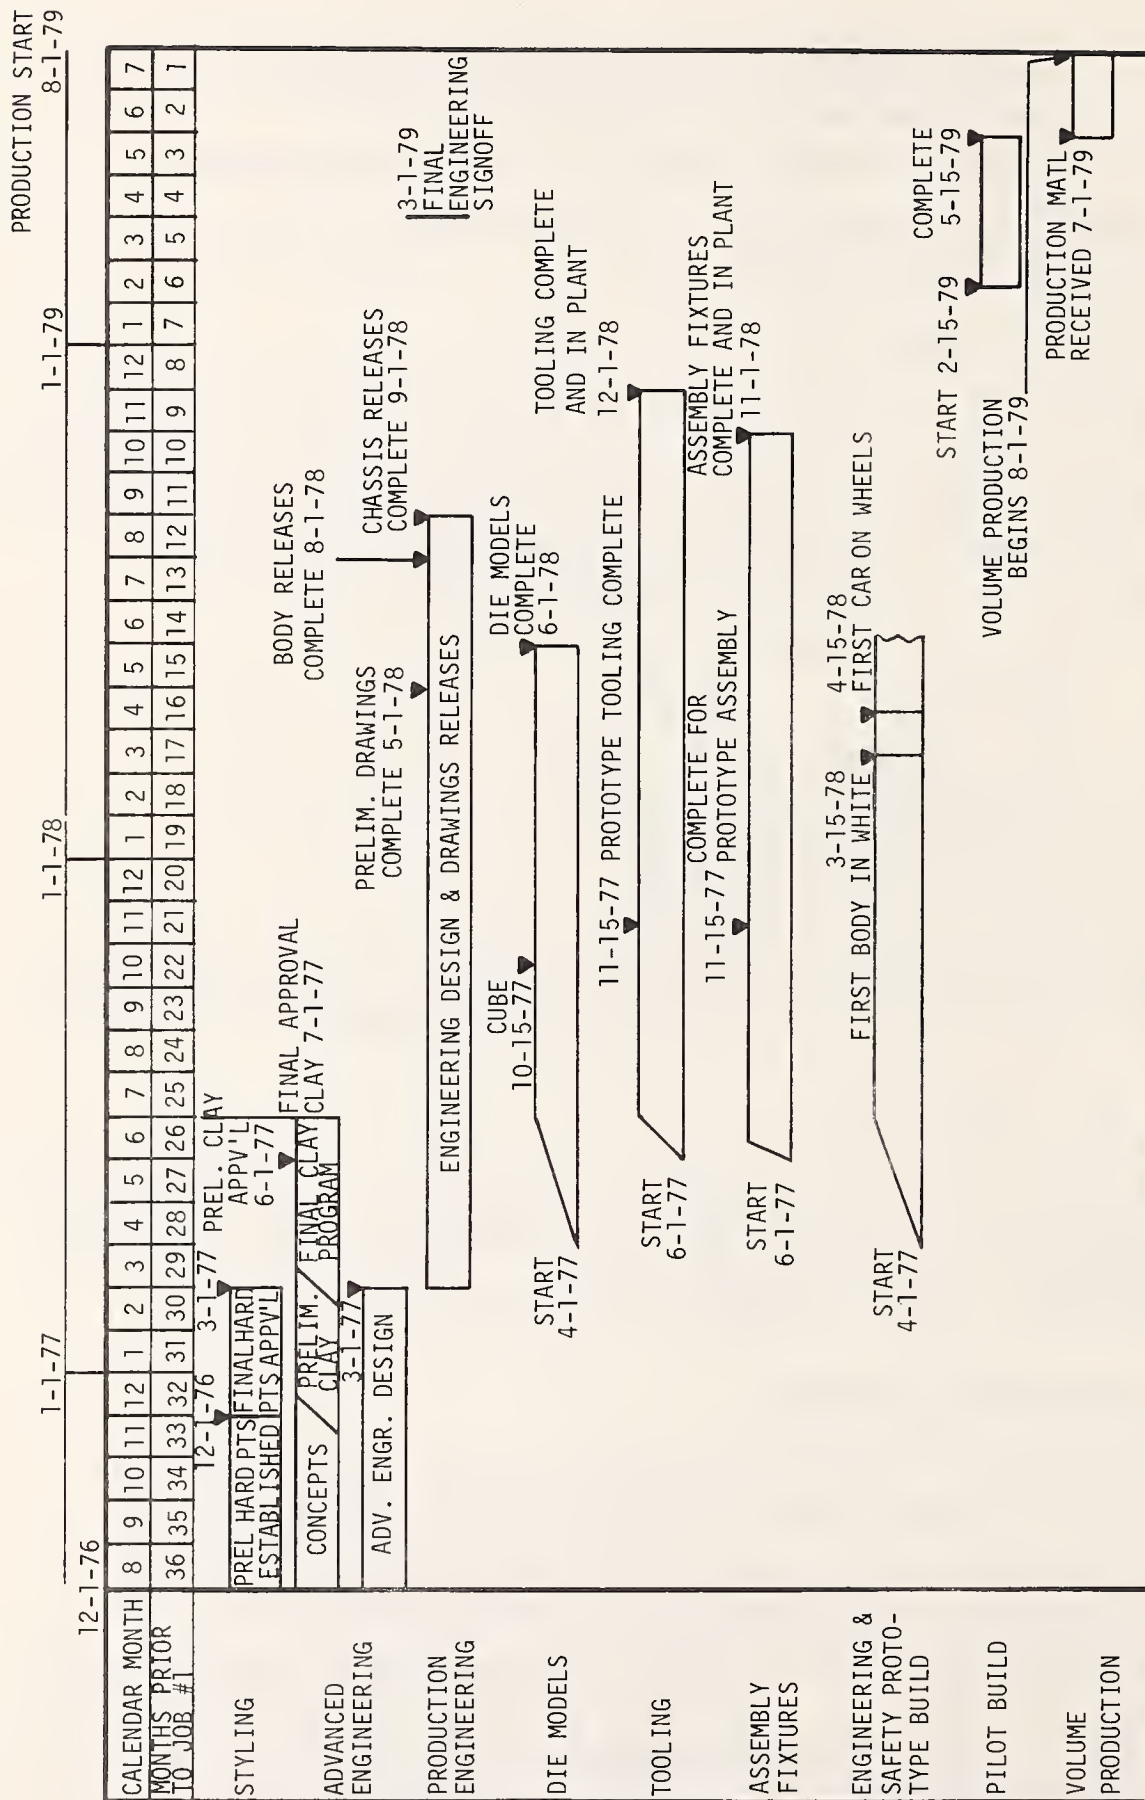 PRODUCTION START
8-1-79
12-1-76
1-1-77
1-1-78
1-1-79
CALENDAR MONTH 8 9 10 11 12 1 2 3 4 5 6 7 8 9 10 11 12 1 2 3 4 5 6 7 8 9 10 11 12 1 2 3 4 5 6 7
MONTHS PRIOR
TO JOB #1
36 35 34 33 32 31 30 29 28 27 26 25 24 23 22 21 20 19 18 17 16 15 14 13 12 11 10 9 8 7 6 5 4 3 2 1
STYLING
12-1-76
3-1-77
PREL HARD PTS
ESTABLISHED
FINAL HARD
PTS APPV'L
PREL. CLAY
APPV'L
6-1-77
FINAL APPROVAL
CLAY 7-1-77
CONCEPTS
PRELIM.
CLAY
FINAL CLAY
PROGRAM
ADVANCED
ENGINEERING
3-1-77
ADV. ENGR. DESIGN
PRODUCTION
ENGINEERING
ENGINEERING DESIGN & DRAWINGS RELEASES
PRELIM. DRAWINGS
COMPLETE 5-1-78
BODY RELEASES
COMPLETE 8-1-78
CHASSIS RELEASES
COMPLETE 9-1-78
3-1-79
FINAL
ENGINEERING
SIGNOFF
DIE MODELS
START
4-1-77
CUBE
10-15-77
DIE MODELS
COMPLETE
6-1-78
TOOLING
START
6-1-77
11-15-77 PROTOTYPE TOOLING COMPLETE
TOOLING COMPLETE
AND IN PLANT
12-1-78
ASSEMBLY
FIXTURES
START
6-1-77
11-15-77
COMPLETE FOR
PROTOTYPE ASSEMBLY
ASSEMBLY FIXTURES
COMPLETE AND IN PLANT
11-1-78
ENGINEERING &
SAFETY PROTO-
TYPE BUILD
START
4-1-77
3-15-78
FIRST BODY IN WHITE
4-15-78
FIRST CAR ON WHEELS
PILOT BUILD
START 2-15-79
COMPLETE
5-15-79
VOLUME
PRODUCTION
VOLUME PRODUCTION
BEGINS 8-1-79
PRODUCTION MATL
RECEIVED 7-1-79